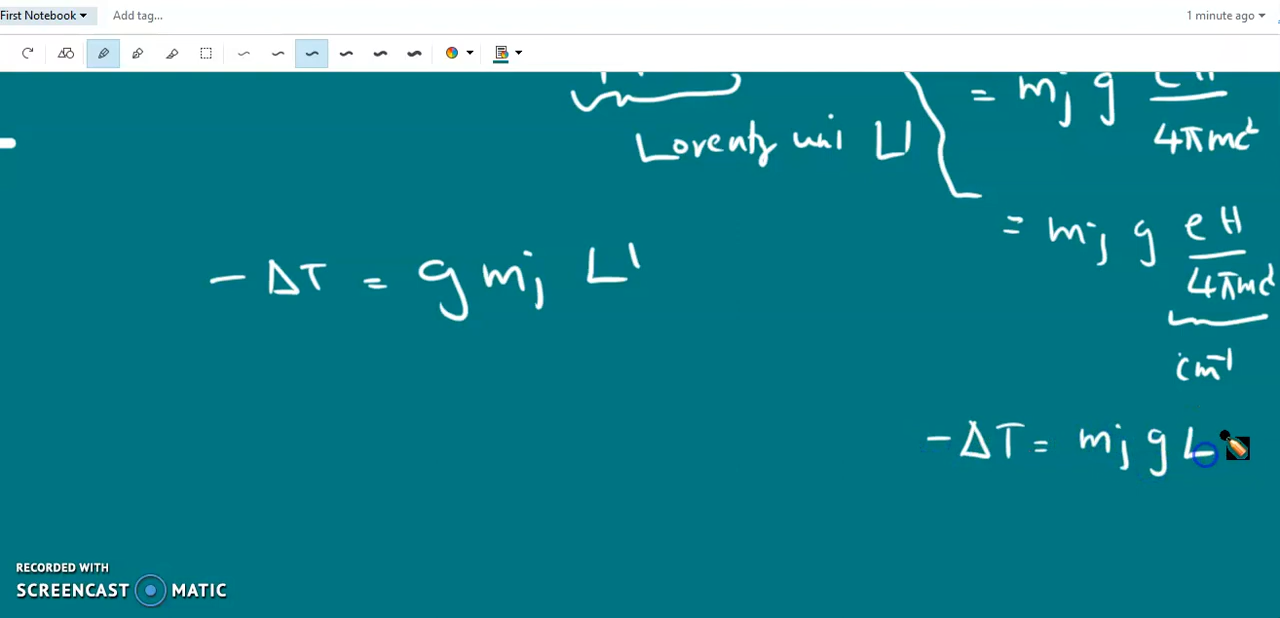 First Notebook Add tag... 1 minute ago
= mj g eH / 4πmc²
Lorentz uni L'
= mj g eH / 4πmc²
cm⁻¹
- ΔT = g mj L'
- ΔT = mj g L
RECORDED WITH
SCREENCAST MATIC